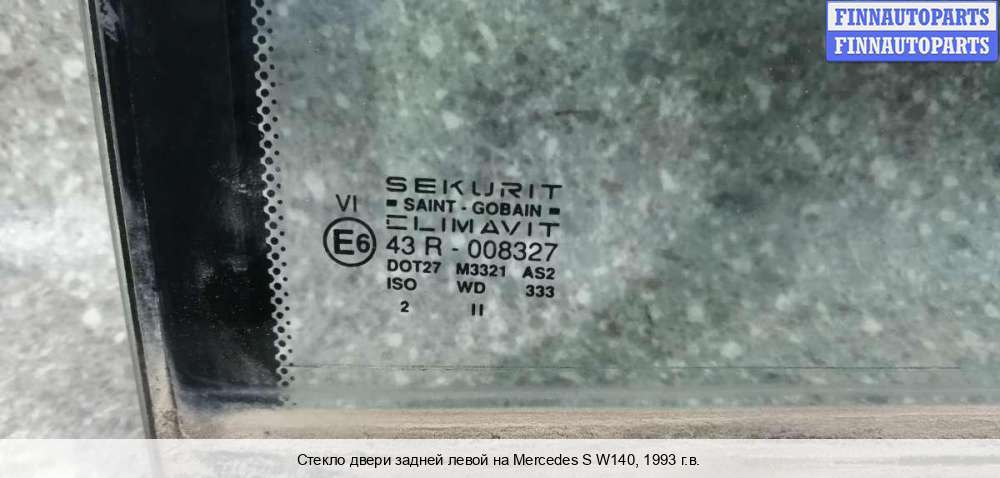 FINNAUTOPARTS
FINNAUTOPARTS
SEKURIT
SAINT - GOBAIN
CLIMAVIT
VI
E6
43 R - 008327
DOT27 M3321 AS2
ISO WD 333
2 II
Стекло двери задней левой на Mercedes S W140, 1993 г.в.